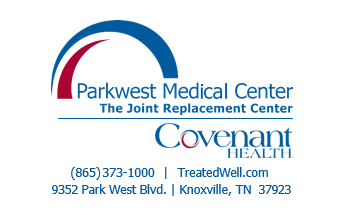 Parkwest Medical Center
The Joint Replacement Center
Covenant
HEALTH
(865) 373-1000 | TreatedWell.com
9352 Park West Blvd. | Knoxville, TN 37923